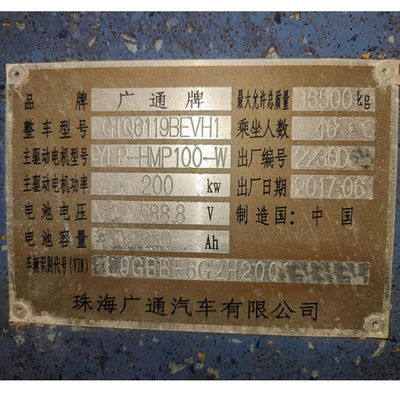 品 牌 广通牌 最大允许总质量 16500 kg
整车型号 GTQ6119BEVH1 乘坐人数 46
主驱动电机型号 YLP-HMP100-W 出厂编号 2230D
主驱动电机功率 200 kw 出厂日期 2017.06
电池电压 588.8 V 制造国：中 国
电池容量 Ah
车辆识别代号(VIN)
珠海广通汽车有限公司